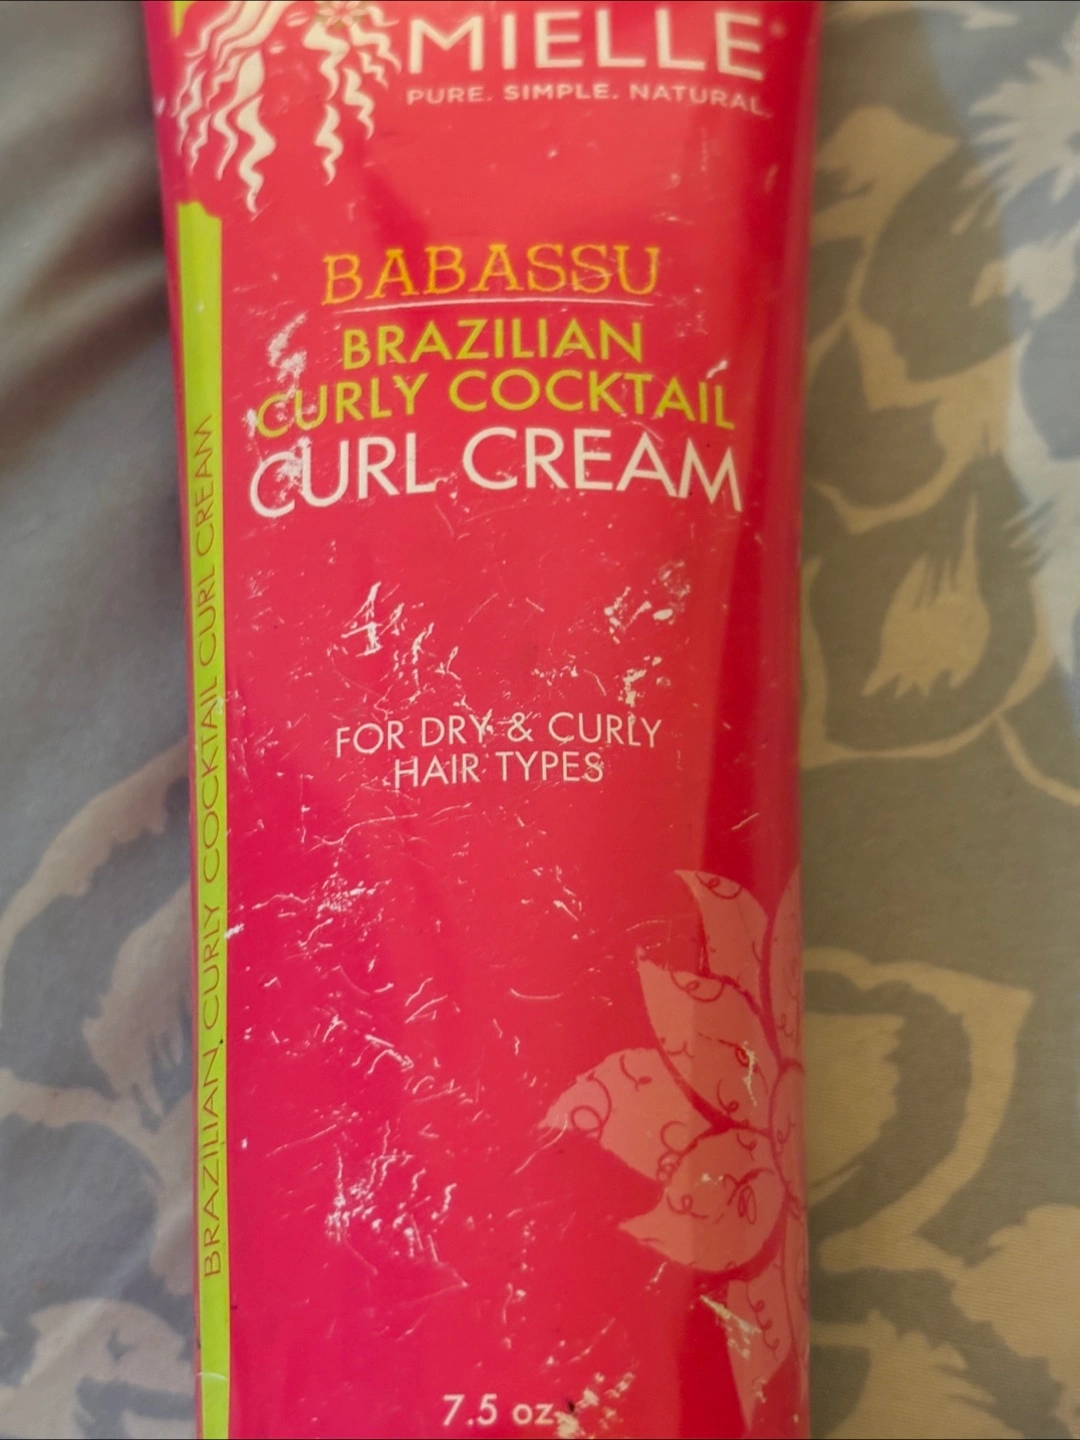 MIELLE®
PURE. SIMPLE. NATURAL.
BABASSU
BRAZILIAN
CURLY COCKTAIL
CURL CREAM
FOR DRY & CURLY
HAIR TYPES
7.5 oz
BRAZILIAN CURLY COCKTAIL CURL CREAM